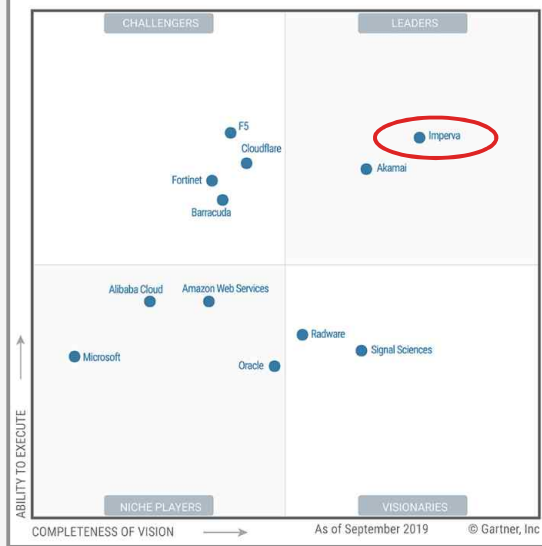 CHALLENGERS
LEADERS
F5
Imperva
Cloudflare
Akamai
Fortinet
Barracuda
Alibaba Cloud
Amazon Web Services
Radware
Signal Sciences
Microsoft
Oracle
ABILITY TO EXECUTE
NICHE PLAYERS
VISIONARIES
COMPLETENESS OF VISION
As of September 2019
© Gartner, Inc